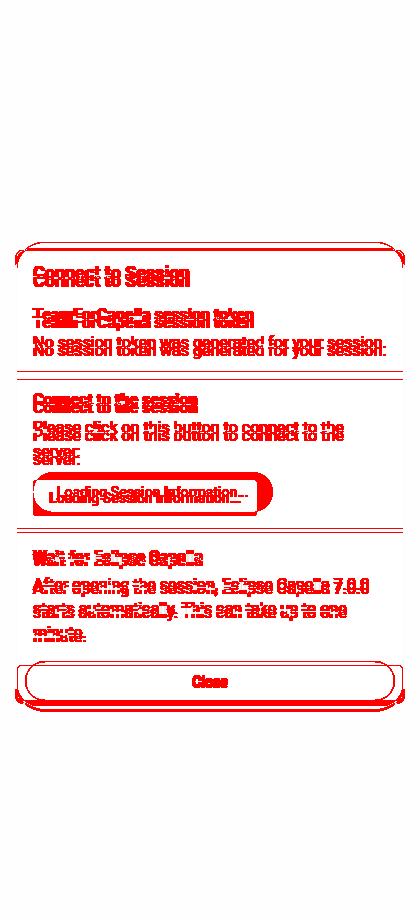 Connect to Session
TeamForCapella session token
No session token was generated for your session.
Connect to the session
Please click on this button to connect to the
server:
Loading Session Information...
Wait for Eclipse Capella
After opening the session, Eclipse Capella 7.0.0
starts automatically. This can take up to one
minute.
Close